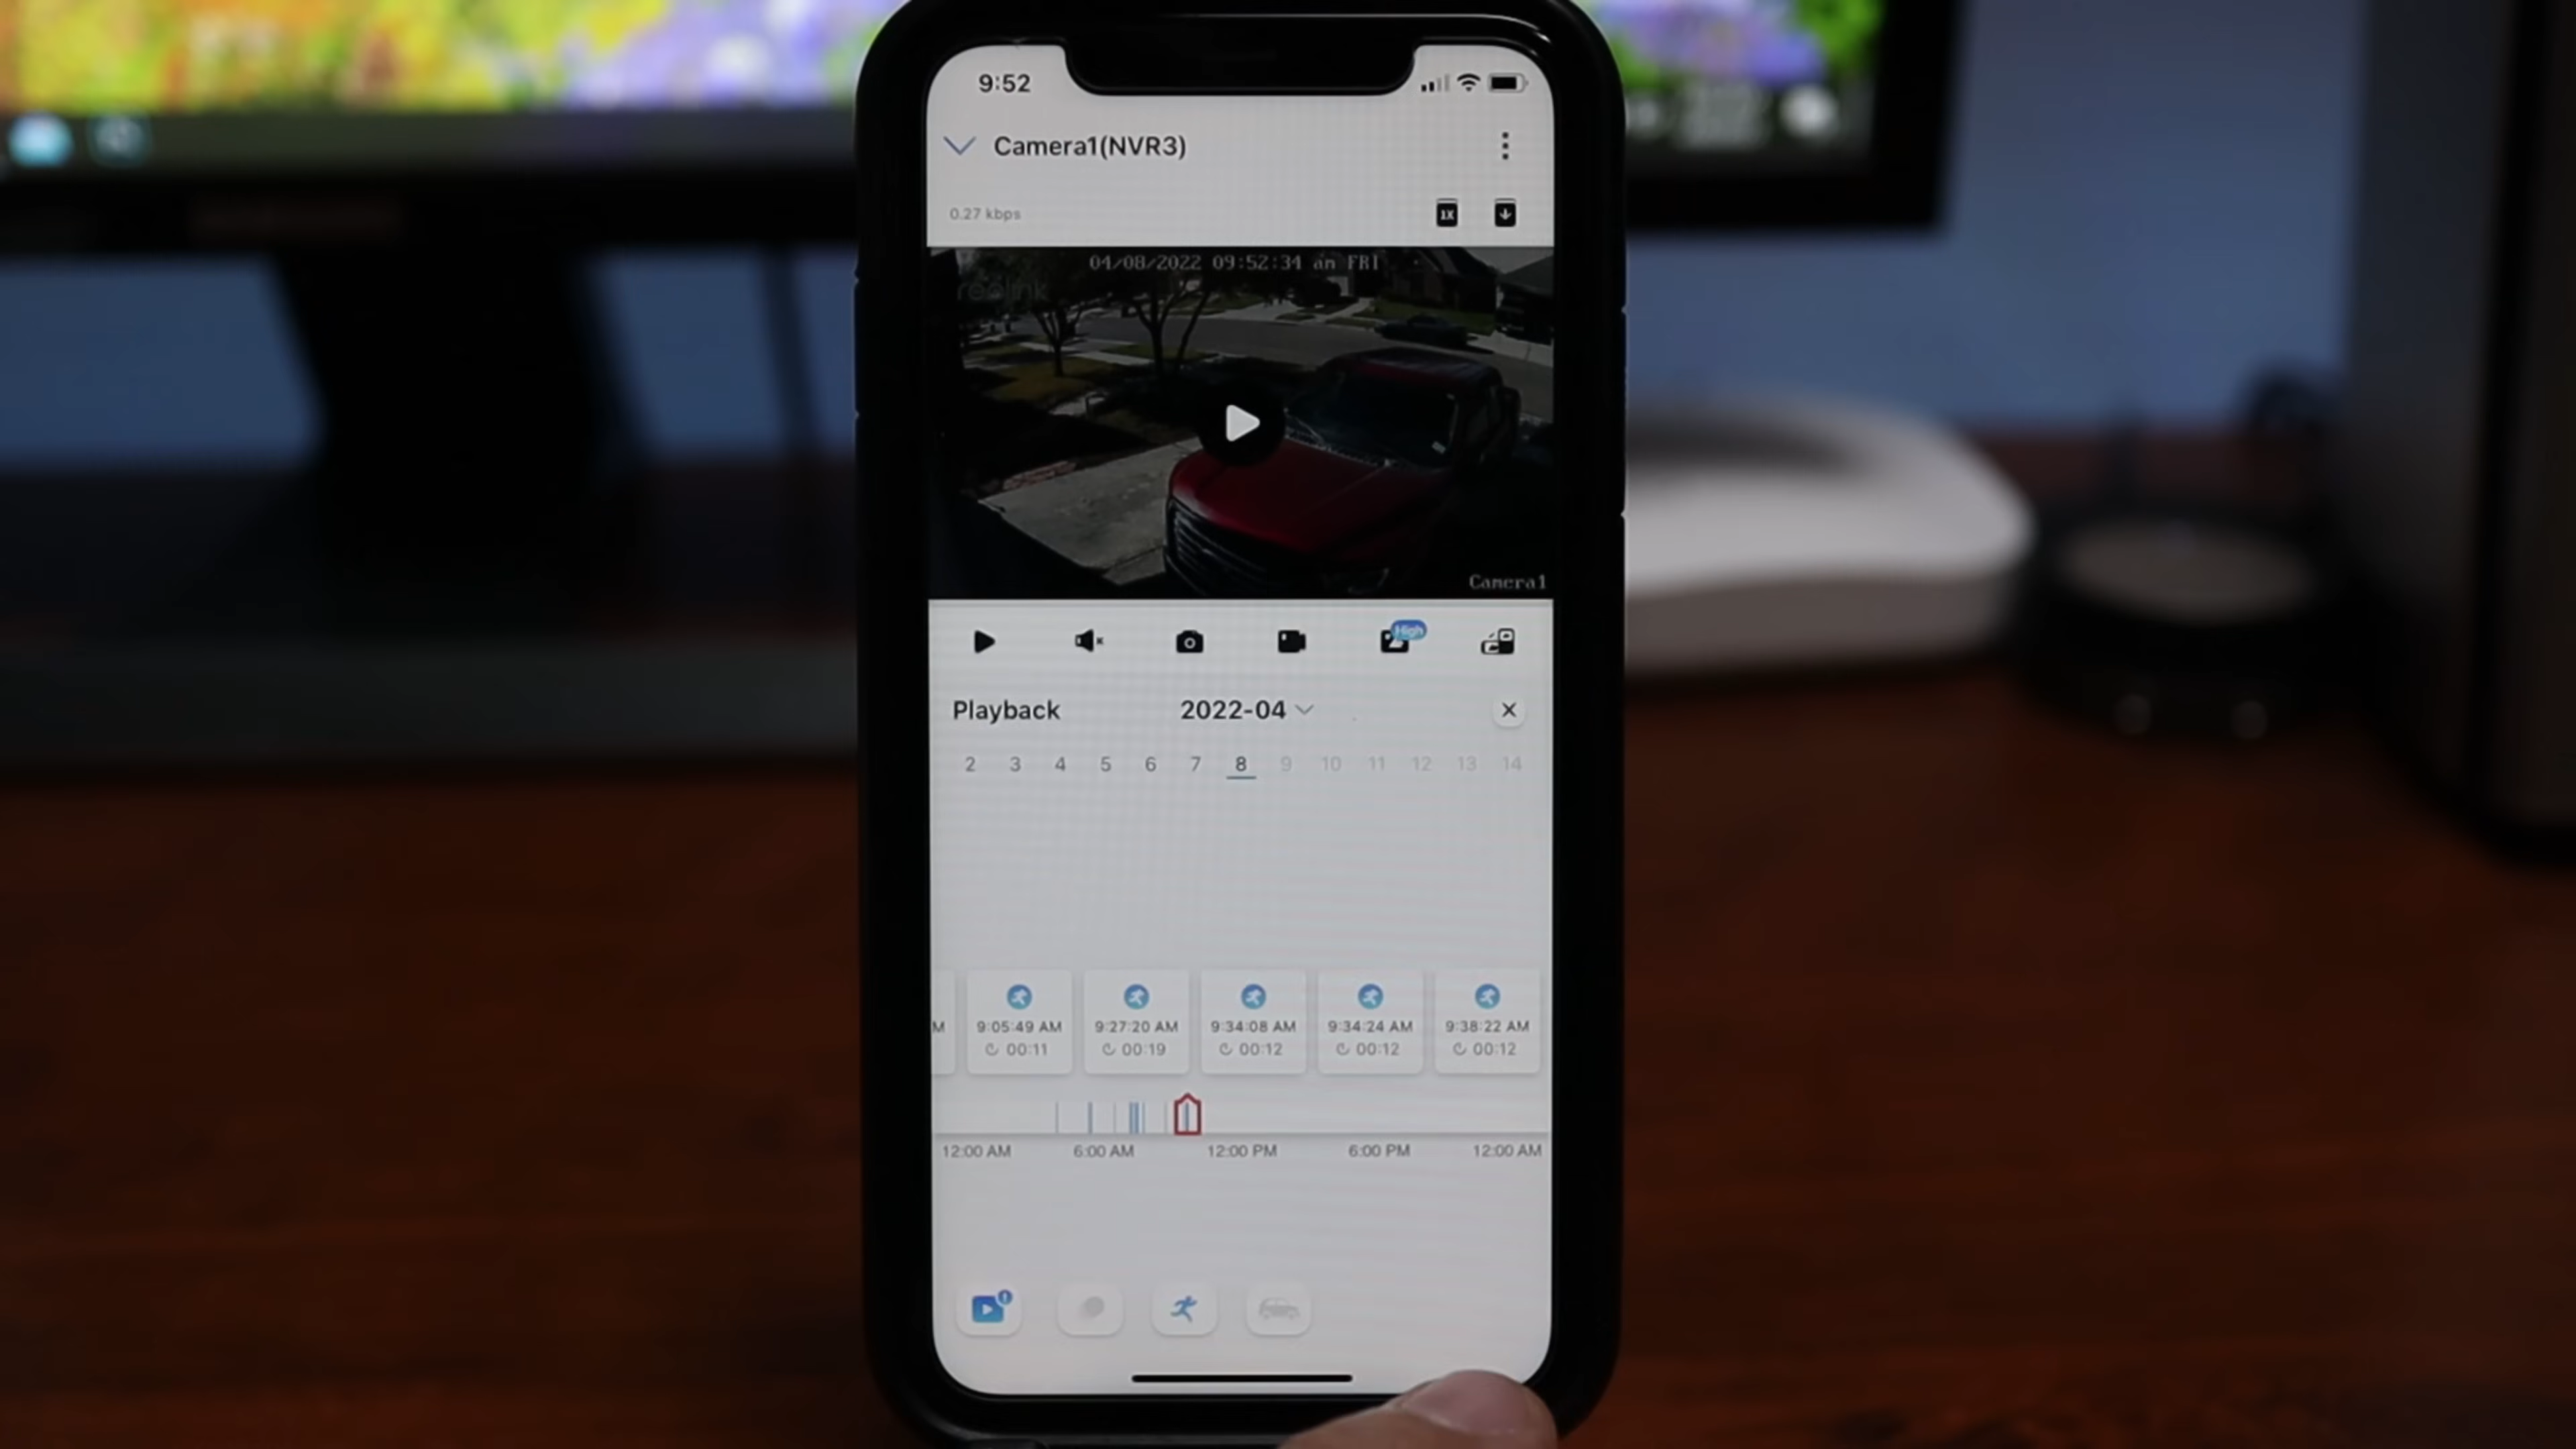 9:52
Camera1(NVR3)
0.27 kbps
1X
04/08/2022 09:52:34 am FRI
reolink
Camera1
High
Playback 2022-04
2 3 4 5 6 7 8 9 10 11 12 13 14
M 9:05:49 AM 9:27:20 AM 9:34:08 AM 9:34:24 AM 9:38:22 AM
00:11 00:19 00:12 00:12 00:12
12:00 AM 6:00 AM 12:00 PM 6:00 PM 12:00 AM